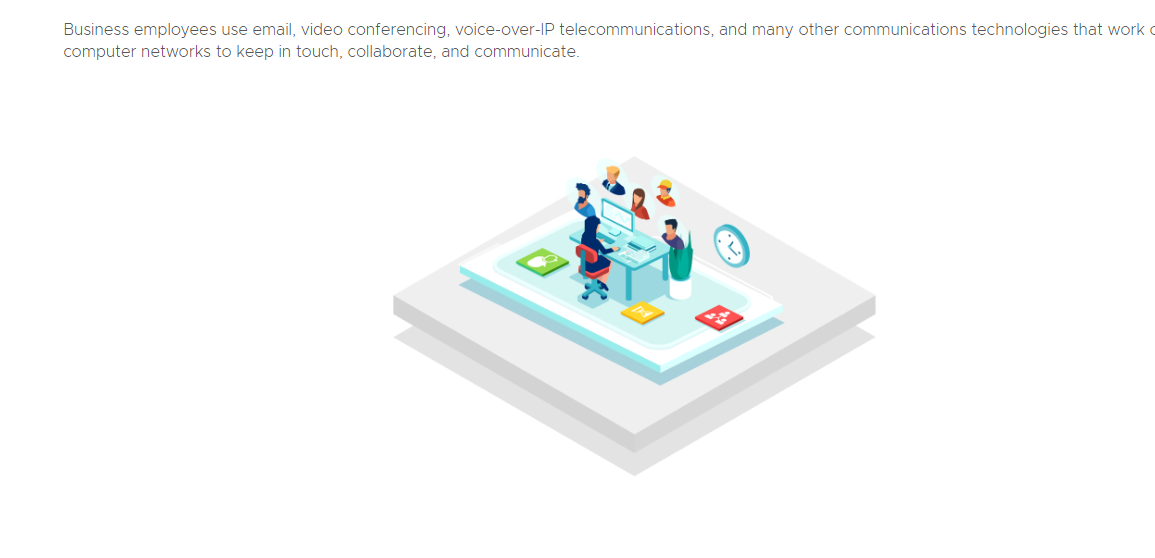 Business employees use email, video conferencing, voice-over-IP telecommunications, and many other communications technologies that work
computer networks to keep in touch, collaborate, and communicate.